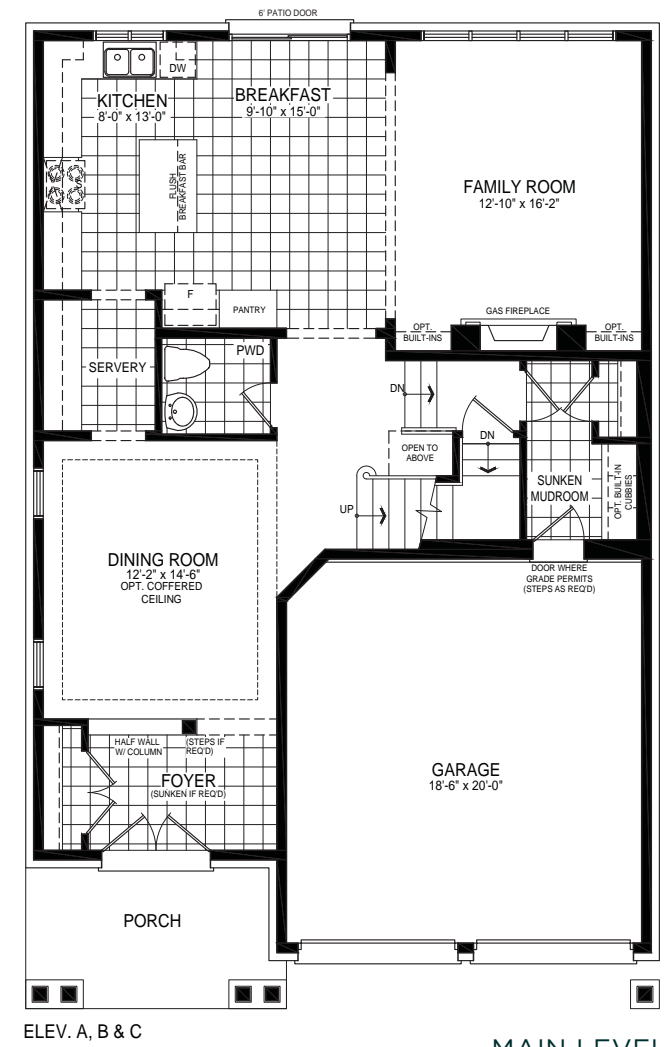 6' PATIO DOOR
DW
KITCHEN
8'-0" x 13'-0"
BREAKFAST
9'-10" x 15'-0"
FLUSH
BREAKFAST BAR
FAMILY ROOM
12'-10" x 16'-2"
F
PANTRY
GAS FIREPLACE
OPT.
BUILT-INS
OPT.
BUILT-INS
SERVERY
PWD
DN
OPEN TO
ABOVE
DN
UP
SUNKEN
MUDROOM
OPT. BUILT-IN
CUBBIES
DINING ROOM
12'-2" x 14'-6"
OPT. COFFERED
CEILING
DOOR WHERE
GRADE PERMITS
(STEPS AS REQ'D)
HALF WALL
W/ COLUMN
(STEPS IF
REQ'D)
FOYER
(SUNKEN IF REQ'D)
GARAGE
18'-6" x 20'-0"
PORCH
ELEV. A, B & C
MAIN LEVEL